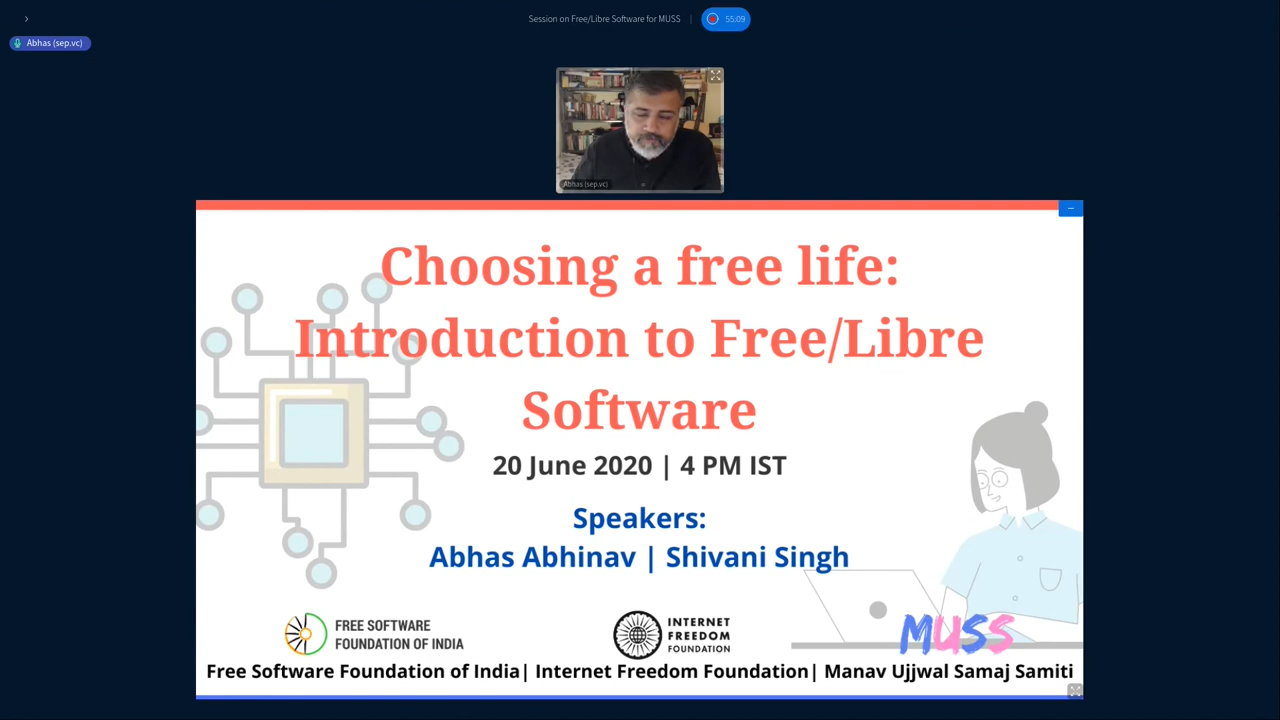 Session on Free/Libre Software for MUSS | 55:09
Abhas (sep.vc)
Abhas (sep.vc)
Choosing a free life:
Introduction to Free/Libre
Software
20 June 2020 | 4 PM IST
Speakers:
Abhas Abhinav | Shivani Singh
FREE SOFTWARE
FOUNDATION OF INDIA
INTERNET
FREEDOM
FOUNDATION
MUSS
Free Software Foundation of India| Internet Freedom Foundation| Manav Ujjwal Samaj Samiti